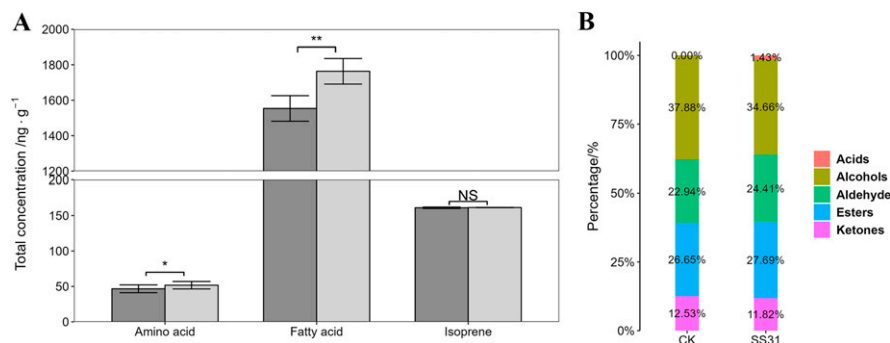 A
Total concentration /ng · g⁻¹
2000
1800
1600
1400
1200
200
150
100
50
0
*
**
NS
Amino acid
Fatty acid
Isoprene
B
Percentage/%
100%
75%
50%
25%
0%
0.00%
37.88%
22.94%
26.65%
12.53%
CK
1.43%
34.66%
24.41%
27.69%
11.82%
SS31
Acids
Alcohols
Aldehyde
Esters
Ketones